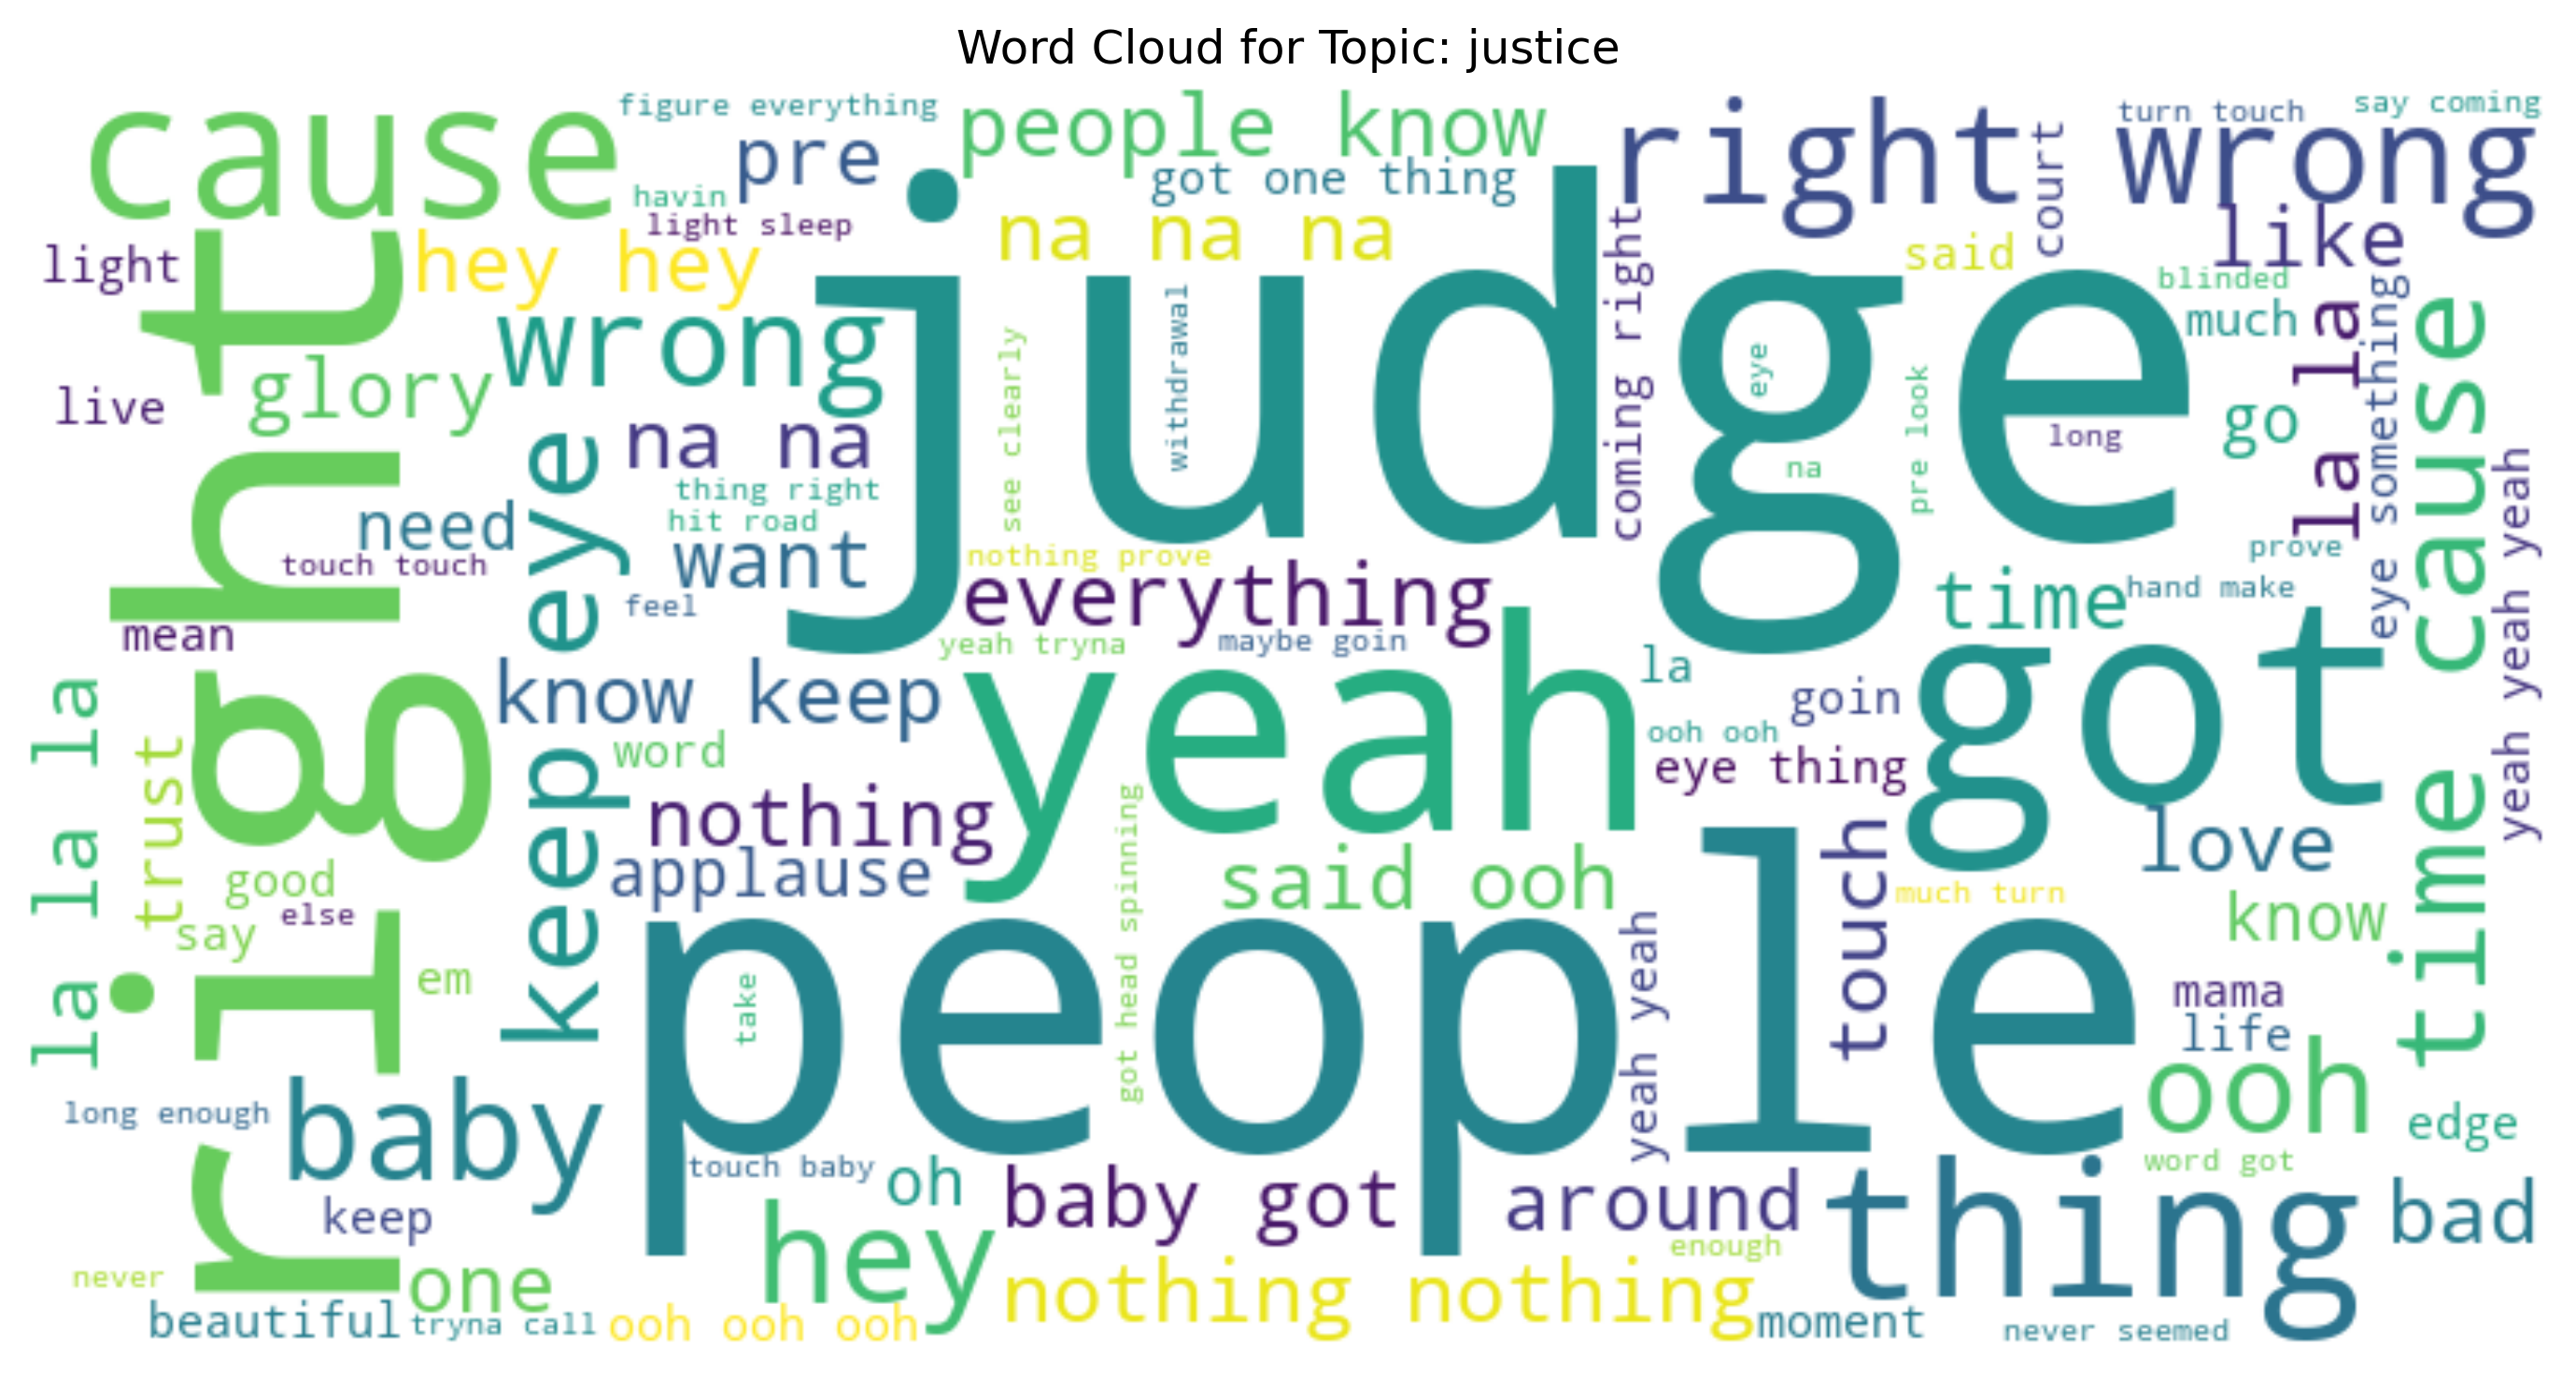 Word Cloud for Topic: justice
cause
figure everything
pre
people know
right
court
turn touch
say coming
wrong
havin
got one thing
light sleep
light
hey hey
na na na
judge
coming right
said
like
blinded
right
wrong
withdrawal
see clearly
eye
much
la la
eye something
time cause
glory
live
na na
pre look
long
go
yeah yeah yeah
keep eye
thing right
na
need
hit road
want
touch touch
nothing prove
prove
everything
time
hand make
feel
mean
yeah tryna
maybe goin
la
know keep
yeah
goin
got
la la la la
trust
word
ooh ooh
eye thing
nothing
got head spinning
touch
love
applause
said ooh
good
much turn
else
say
people
yeah yeah
know
em
take
mama
life
ooh
long enough
baby
edge
touch baby
oh
baby got
around
thing
word got
bad
keep
hey
enough
never
one
nothing nothing
beautiful
tryna call
ooh ooh ooh
moment
never seemed